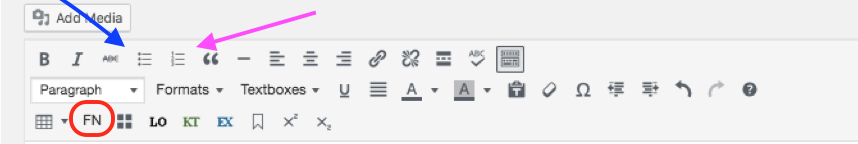 Add Media
B I ABC “ ABC
Paragraph Formats Textboxes U A A Ω ?
FN LO KT EX x² x₂